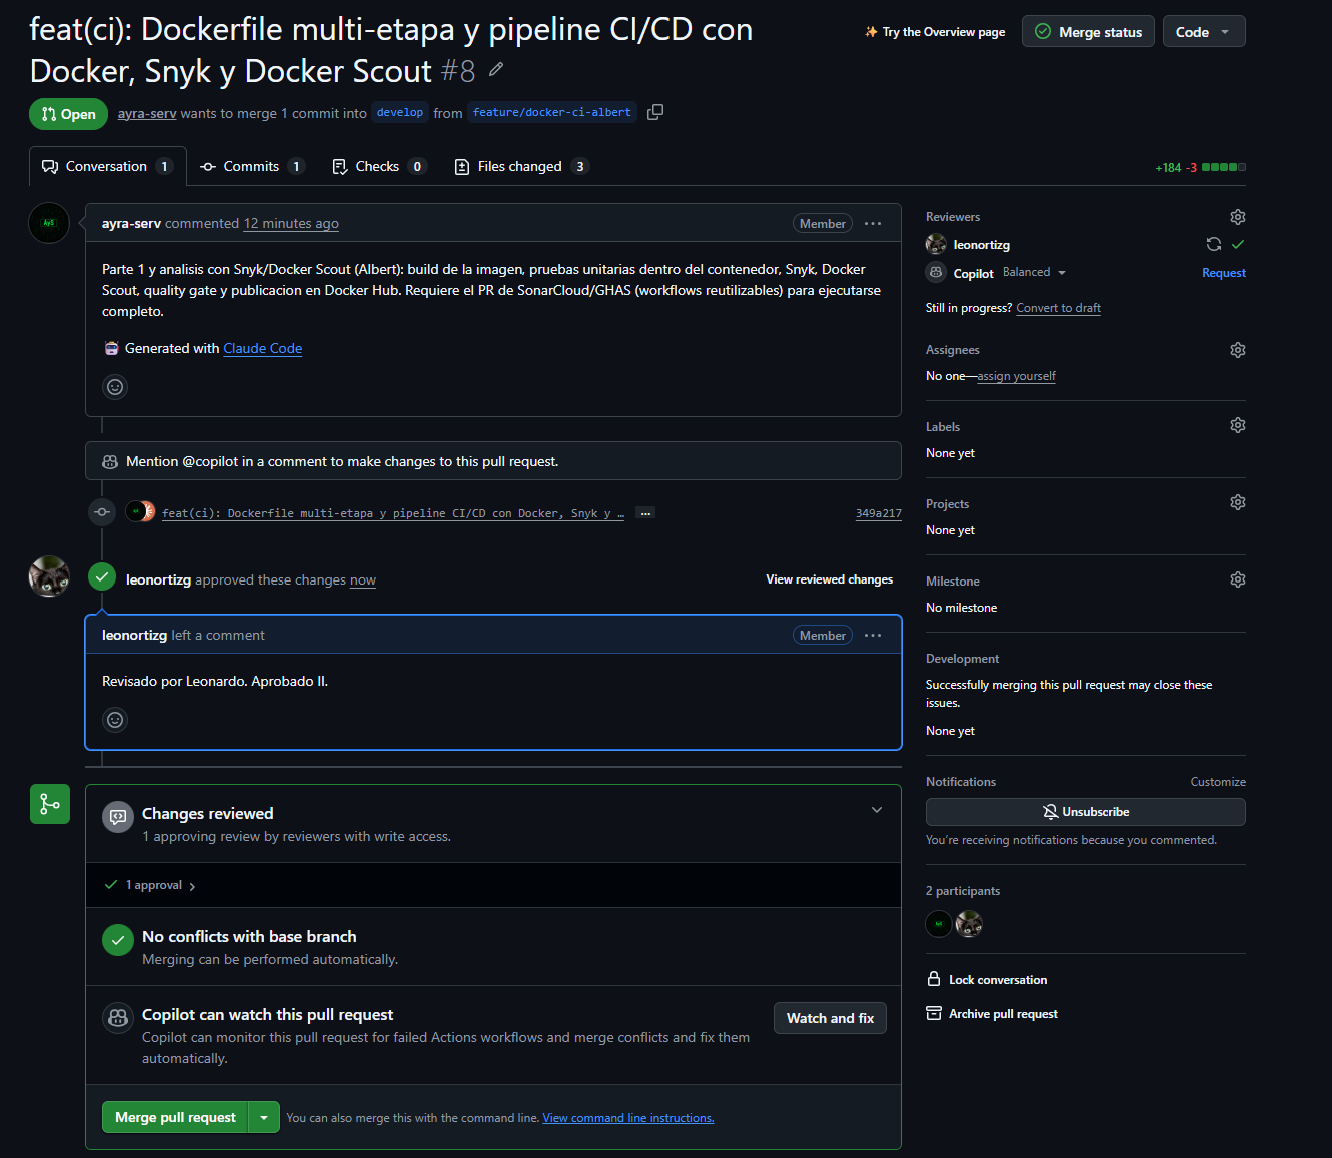 feat(ci): Dockerfile multi-etapa y pipeline CI/CD con
Docker, Snyk y Docker Scout #8
Try the Overview page
Merge status
Code
Open
ayra-serv wants to merge 1 commit into develop from feature/docker-ci-albert
Conversation 1
Commits 1
Checks 0
Files changed 3
+184 -3
ayra-serv commented 12 minutes ago
Member
Parte 1 y analisis con Snyk/Docker Scout (Albert): build de la imagen, pruebas unitarias dentro del contenedor, Snyk, Docker
Scout, quality gate y publicacion en Docker Hub. Requiere el PR de SonarCloud/GHAS (workflows reutilizables) para ejecutarse
completo.
Generated with Claude Code
Mention @copilot in a comment to make changes to this pull request.
feat(ci): Dockerfile multi-etapa y pipeline CI/CD con Docker, Snyk y …
349a217
leonortizg approved these changes now
View reviewed changes
leonortizg left a comment
Member
Revisado por Leonardo. Aprobado II.
Changes reviewed
1 approving review by reviewers with write access.
1 approval
No conflicts with base branch
Merging can be performed automatically.
Copilot can watch this pull request
Copilot can monitor this pull request for failed Actions workflows and merge conflicts and fix them
automatically.
Watch and fix
Merge pull request
You can also merge this with the command line. View command line instructions.
Reviewers
leonortizg
Copilot Balanced
Request
Still in progress? Convert to draft
Assignees
No one—assign yourself
Labels
None yet
Projects
None yet
Milestone
No milestone
Development
Successfully merging this pull request may close these
issues.
None yet
Notifications
Customize
Unsubscribe
You're receiving notifications because you commented.
2 participants
Lock conversation
Archive pull request